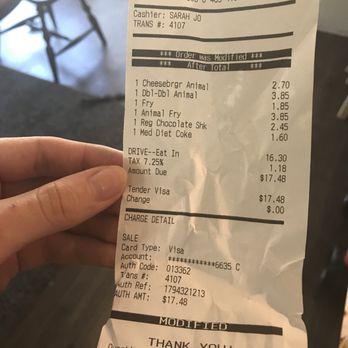 Cashier: SARAH JO
TRANS #: 4107
*** Order was Modified ***
*** After Total ***
1 Cheesebrgr Animal 2.70
1 Dbl-Dbl Animal 3.85
1 Fry 1.85
1 Animal Fry 3.85
1 Reg Chocolate Shk 2.45
1 Med Diet Coke 1.60
DRIVE--Eat In 16.30
TAX 7.25% 1.18
Amount Due $17.48
Tender Visa $17.48
Change $.00
CHARGE DETAIL
SALE
Card Type: Visa
Account: ************6635 C
Auth Code: 013362
Trans #: 4107
Auth Ref: 1794321213
AUTH AMT: $17.48
MODIFIED
THANK YOU!